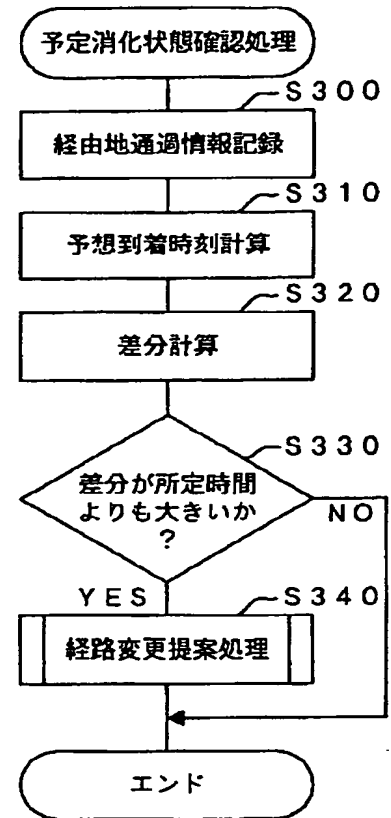 予定消化状態確認処理
S300
経由地通過情報記録
S310
予想到着時刻計算
S320
差分計算
S330
差分が所定時間
よりも大きいか
?
NO
YES
S340
経路変更提案処理
エンド